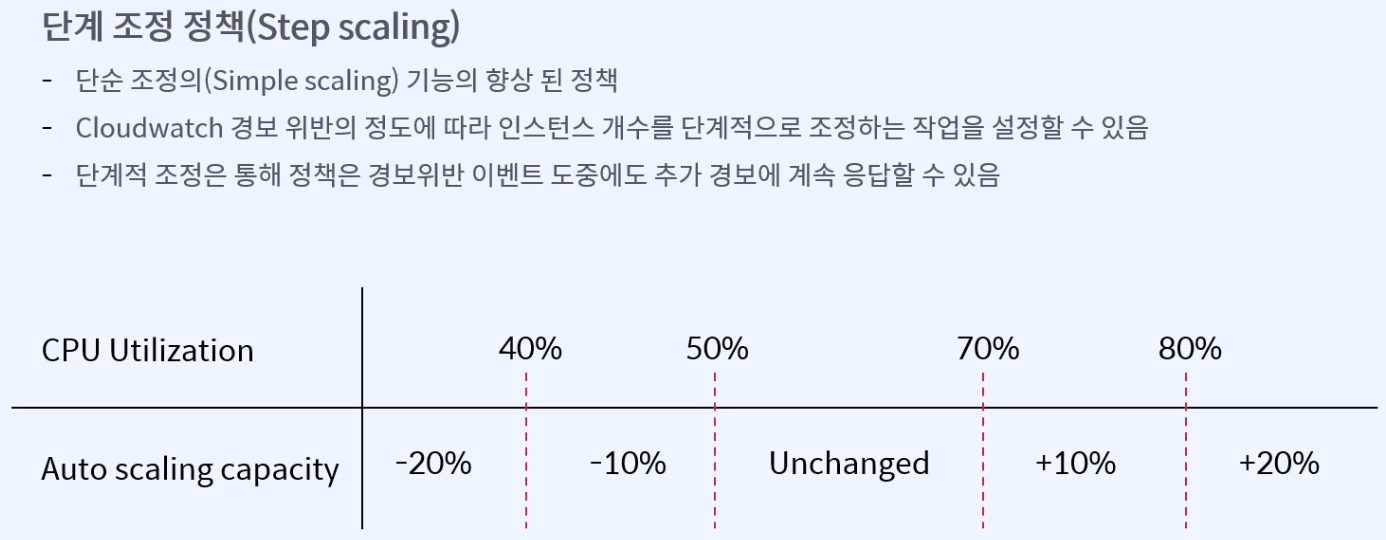 단계 조정 정책(Step scaling)
- 단순 조정의(Simple scaling) 기능의 향상 된 정책
- Cloudwatch 경보 위반의 정도에 따라 인스턴스 개수를 단계적으로 조정하는 작업을 설정할 수 있음
- 단계적 조정은 통해 정책은 경보위반 이벤트 도중에도 추가 경보에 계속 응답할 수 있음
CPU Utilization 40% 50% 70% 80%
Auto scaling capacity -20% -10% Unchanged +10% +20%